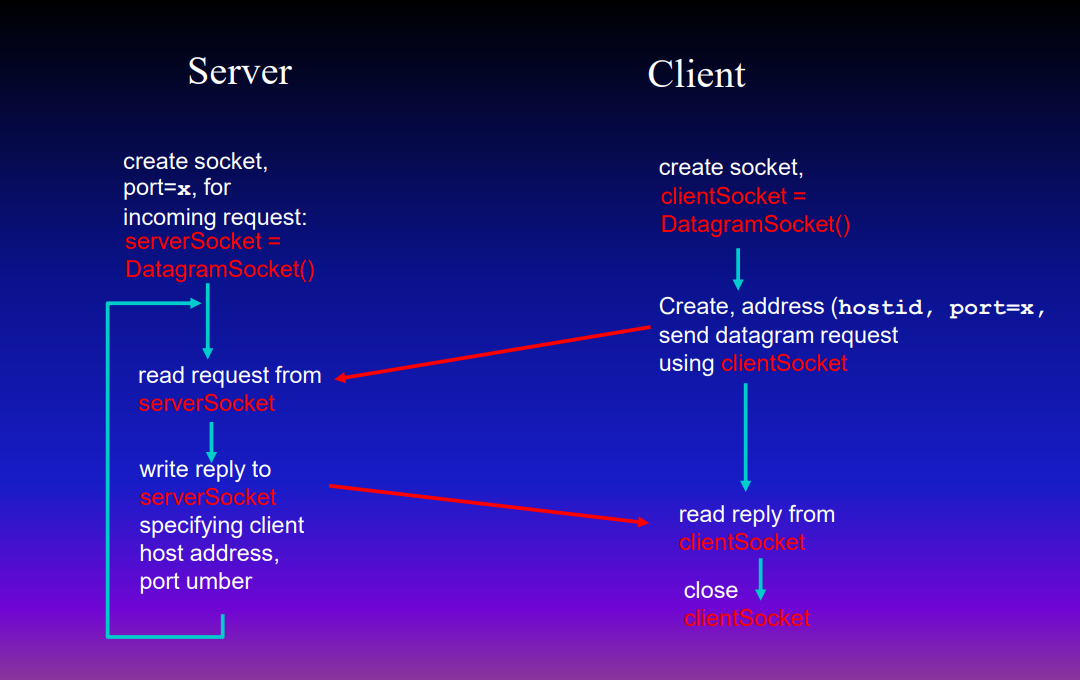 Server
create socket,
port=x, for
incoming request:
serverSocket =
DatagramSocket()
read request from
serverSocket
write reply to
serverSocket
specifying client
host address,
port umber
Client
create socket,
clientSocket =
DatagramSocket()
Create, address (hostid, port=x,
send datagram request
using clientSocket
read reply from
clientSocket
close
clientSocket